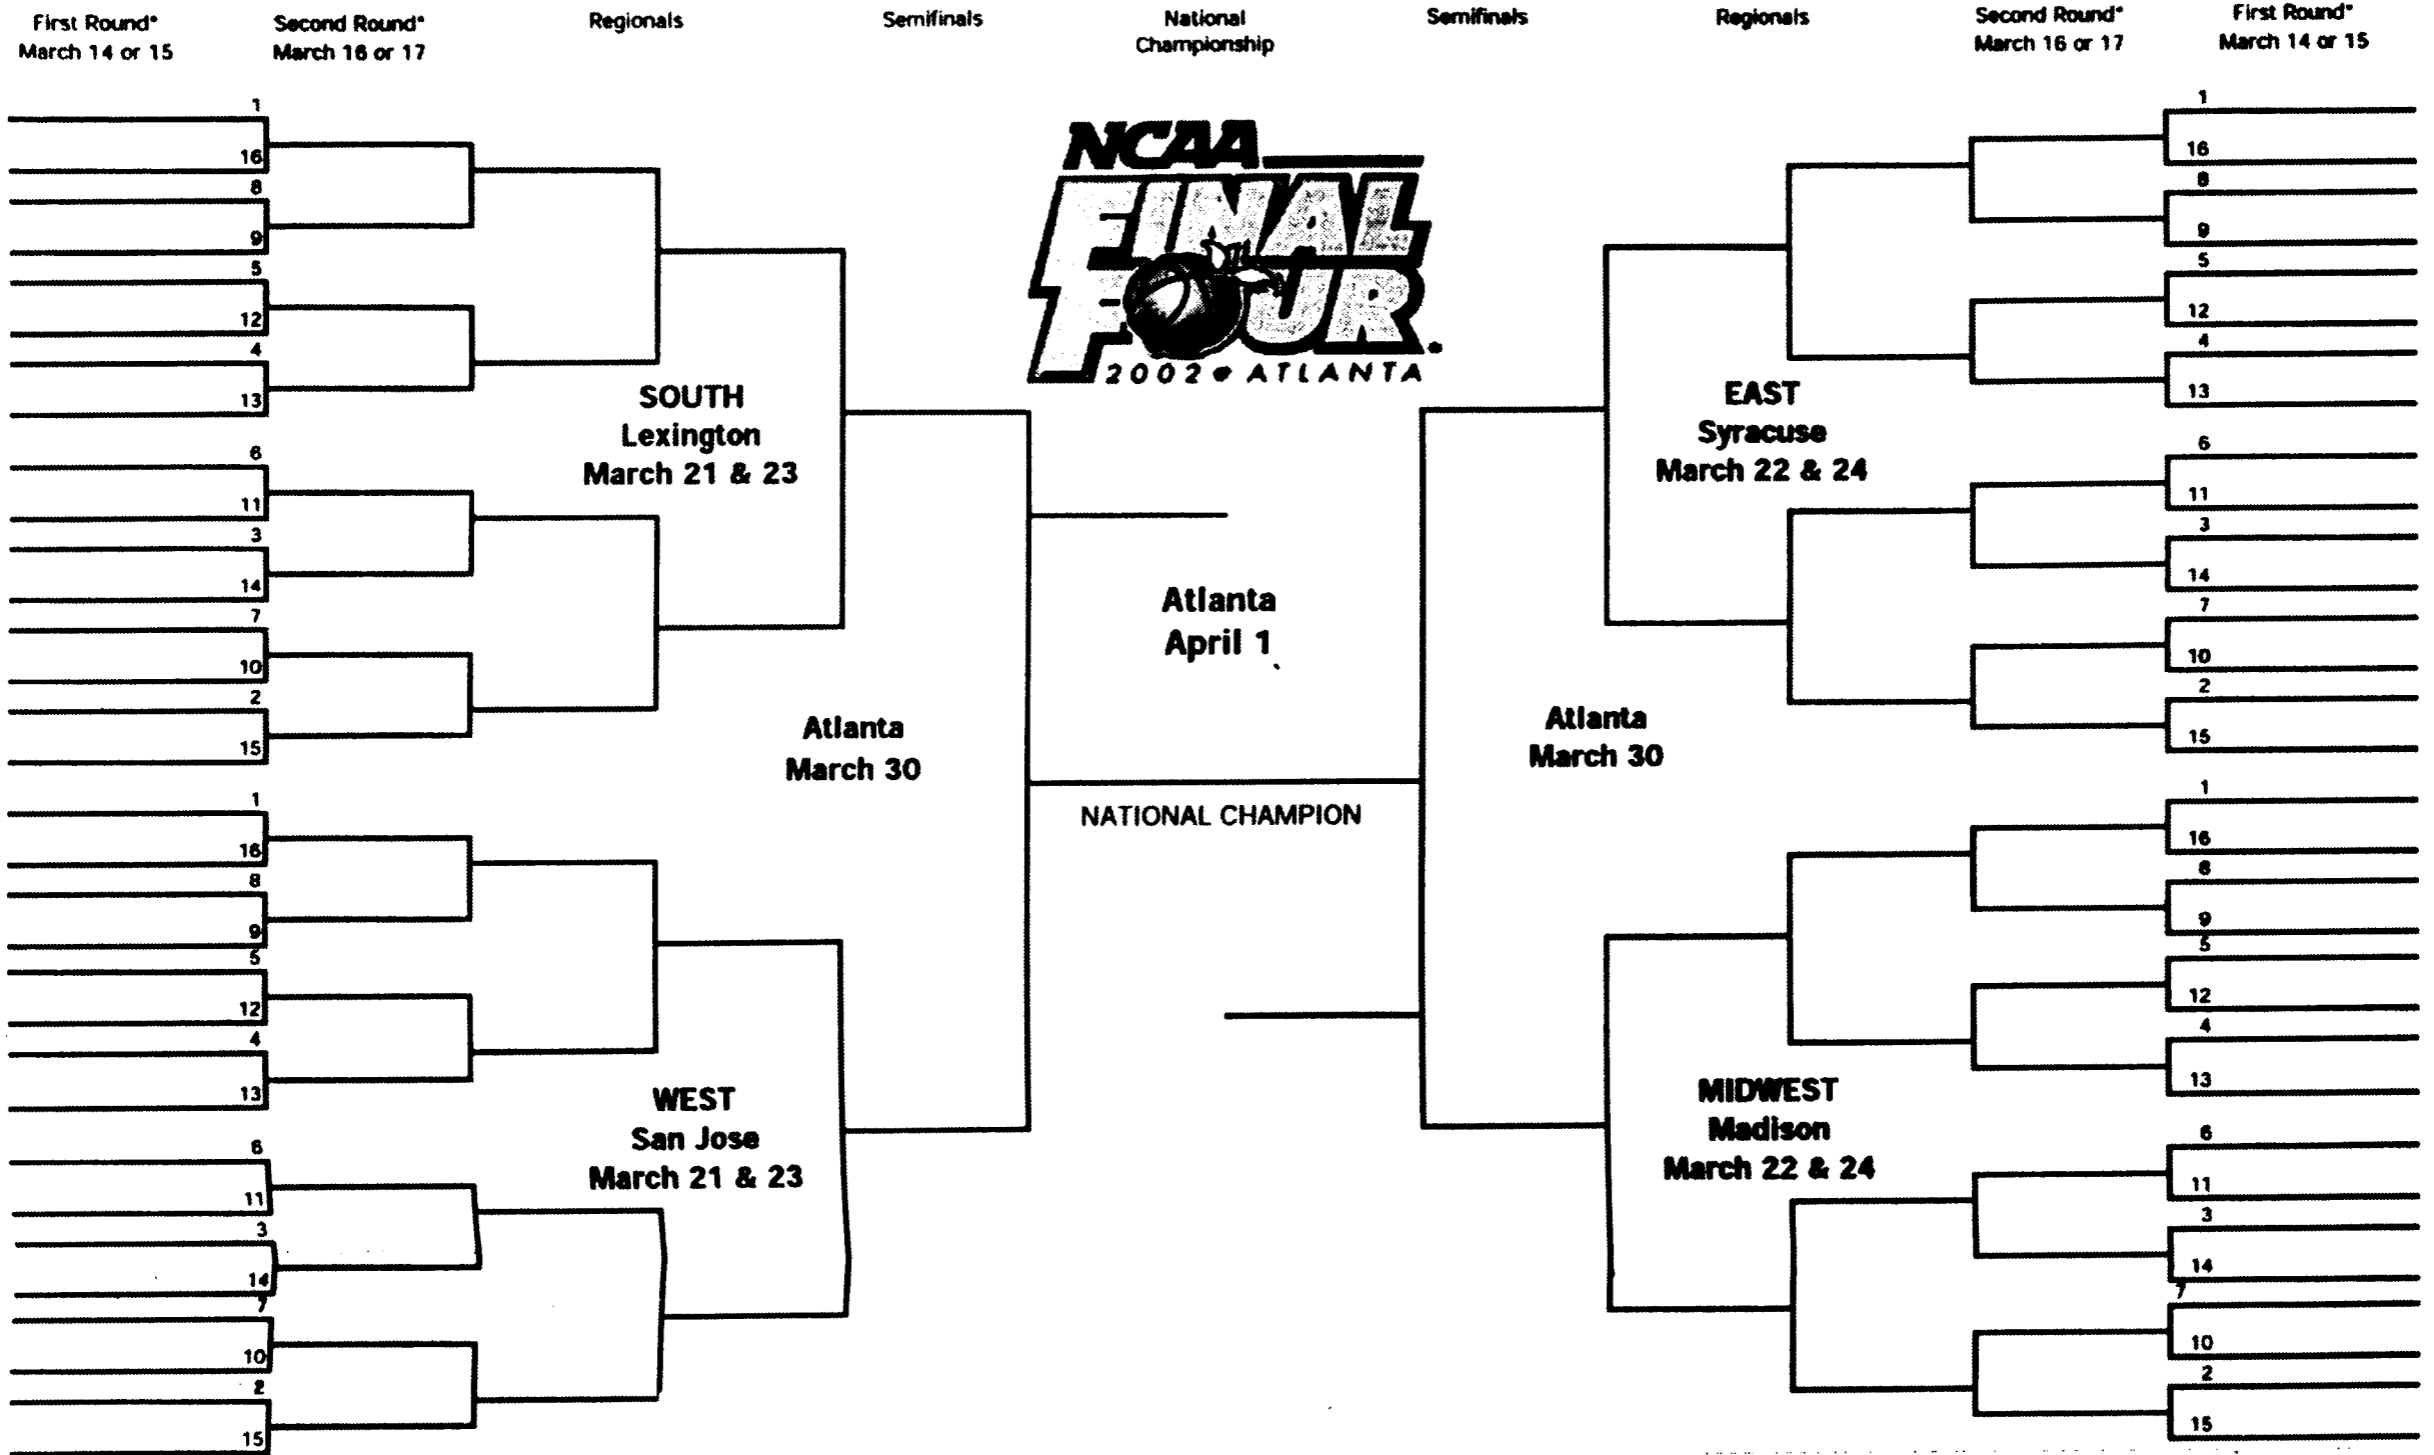 First Round*
March 14 or 15
Second Round*
March 16 or 17
Regionals
Semifinals
National
Championship
Semifinals
Regionals
Second Round*
March 16 or 17
First Round*
March 14 or 15
NCAA
FINAL
FOUR
2002 ATLANTA
1
16
8
9
5
12
4
13
SOUTH
Lexington
March 21 & 23
6
11
3
14
7
10
2
15
Atlanta
March 30
1
16
8
9
5
12
4
13
WEST
San Jose
March 21 & 23
6
11
3
14
7
10
2
15
Atlanta
April 1
NATIONAL CHAMPION
1
16
8
9
5
12
4
13
EAST
Syracuse
March 22 & 24
6
11
3
14
7
10
2
15
Atlanta
March 30
1
16
8
9
5
12
4
13
MIDWEST
Madison
March 22 & 24
6
11
3
14
7
10
2
15